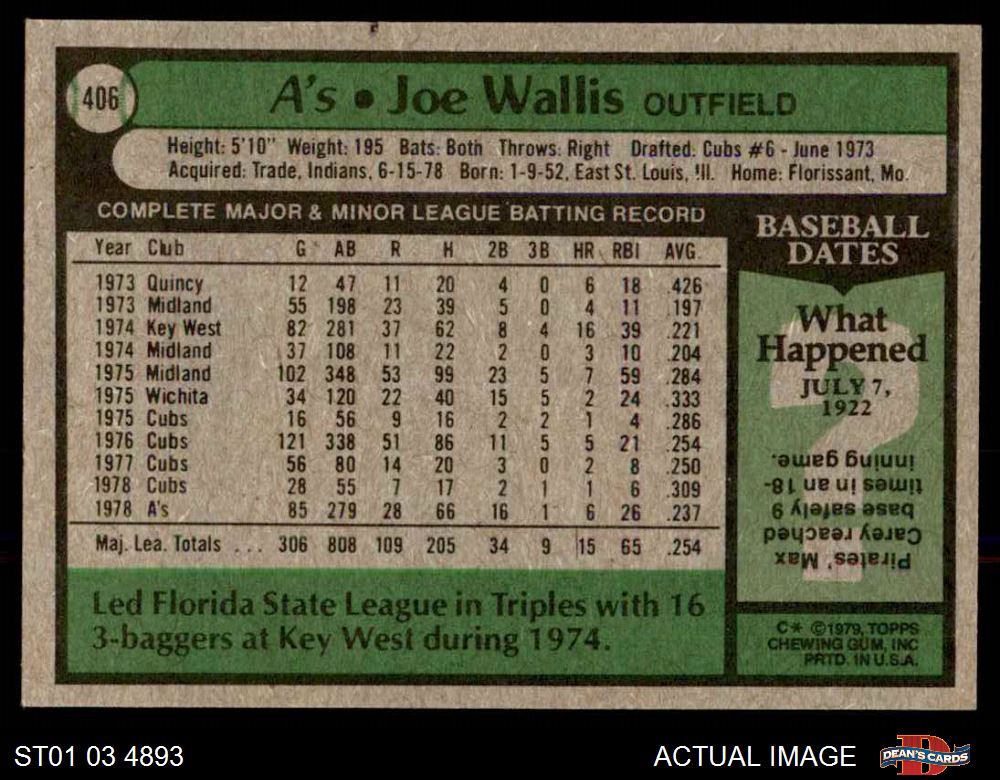 406
A's • Joe Wallis OUTFIELD
Height: 5'10" Weight: 195 Bats: Both Throws: Right Drafted: Cubs #6 - June 1973
Acquired: Trade, Indians, 6-15-78 Born: 1-9-52, East St. Louis, Ill. Home: Florissant, Mo.
COMPLETE MAJOR & MINOR LEAGUE BATTING RECORD
Year Club G AB R H 2B 3B HR RBI AVG.
1973 Quincy 12 47 11 20 4 0 6 18 .426
1973 Midland 55 198 23 39 5 0 4 11 .197
1974 Key West 82 281 37 62 8 4 16 39 .221
1974 Midland 37 108 11 22 2 0 3 10 .204
1975 Midland 102 348 53 99 23 5 7 59 .284
1975 Wichita 34 120 22 40 15 5 2 24 .333
1975 Cubs 16 56 9 16 2 2 1 4 .286
1976 Cubs 121 338 51 86 11 5 5 21 .254
1977 Cubs 56 80 14 20 3 0 2 8 .250
1978 Cubs 28 55 7 17 2 1 1 6 .309
1978 A's 85 279 28 66 16 1 6 26 .237
Maj. Lea. Totals ... 306 808 109 205 34 9 15 65 .254
Led Florida State League in Triples with 16
3-baggers at Key West during 1974.
BASEBALL
DATES
What
Happened
JULY 7,
1922
?
Pirates' Max
Carey reached
base safely 9
times in an 18-
inning game.
C* ©1979, TOPPS
CHEWING GUM, INC
PRTD. IN U.S.A.
ST01 03 4893
ACTUAL IMAGE
D
DEAN'S CARDS